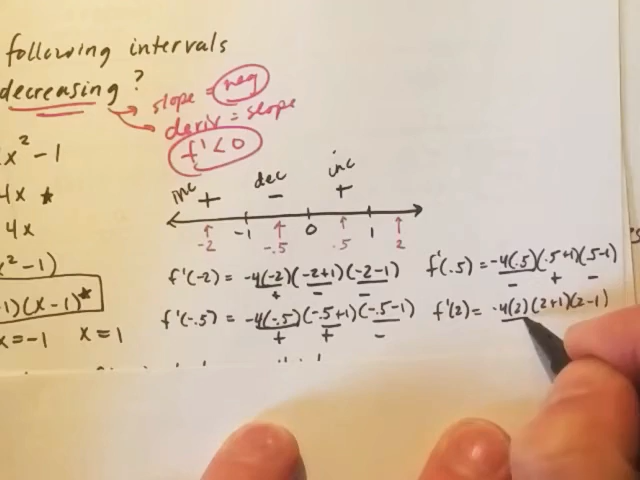 following intervals
decreasing ?
slope = neg
deriv = slope
f' < 0
x² - 1
4x *
4x
x² - 1)
-1)(x - 1) *
x = -1   x = 1
inc   dec   inc
+   -   +
-1   0   1
-2   -.5   .5   2
f'(-2) = -4(-2)(-2+1)(-2-1)
+   -   -
f'(-.5) = -4(-.5)(-.5+1)(-.5-1)
+   +   -
f'(.5) = -4(.5)(.5+1)(.5-1)
-   +   -
f'(2) = -4(2)(2+1)(2-1)